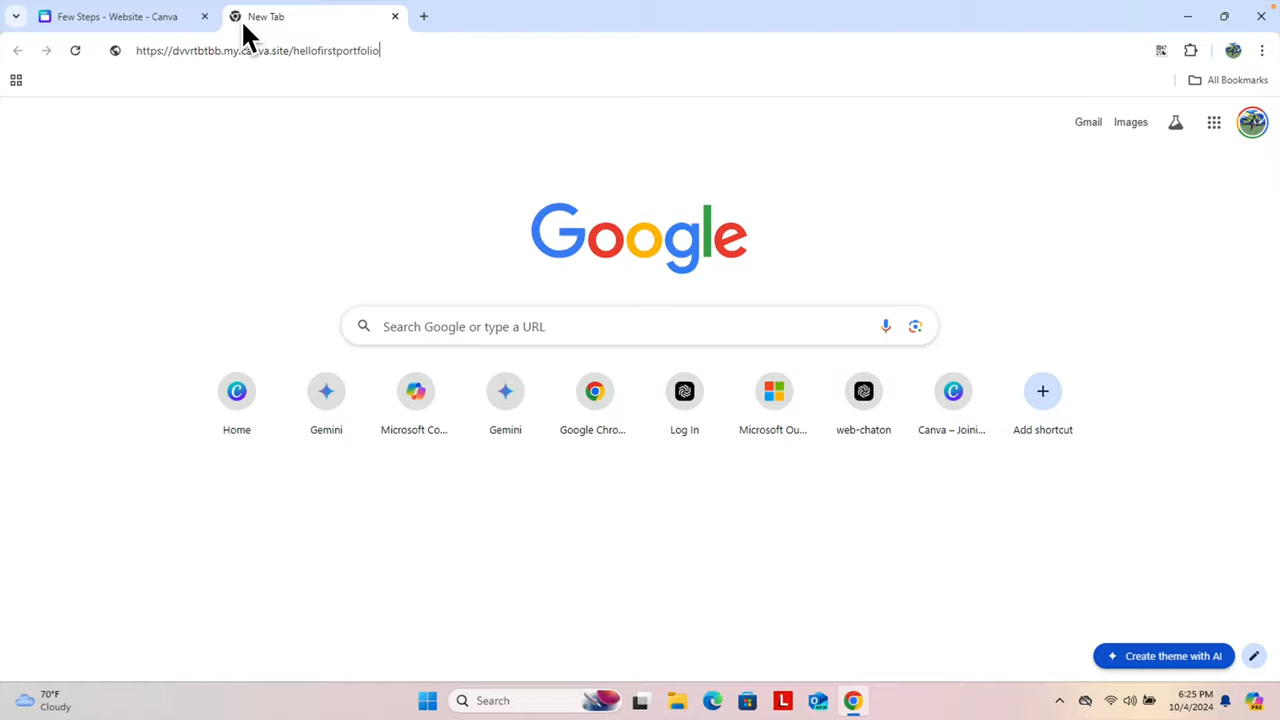 Few Steps - Website - Canva
New Tab
https://dvvrtbtbb.my.canva.site/hellofirstportfolio
All Bookmarks
Gmail
Images
Google
Search Google or type a URL
Home
Gemini
Microsoft Co...
Gemini
Google Chro...
Log In
Microsoft Ou...
web-chaton
Canva – Joini...
Add shortcut
Create theme with AI
70°F
Cloudy
Search
6:25 PM
10/4/2024